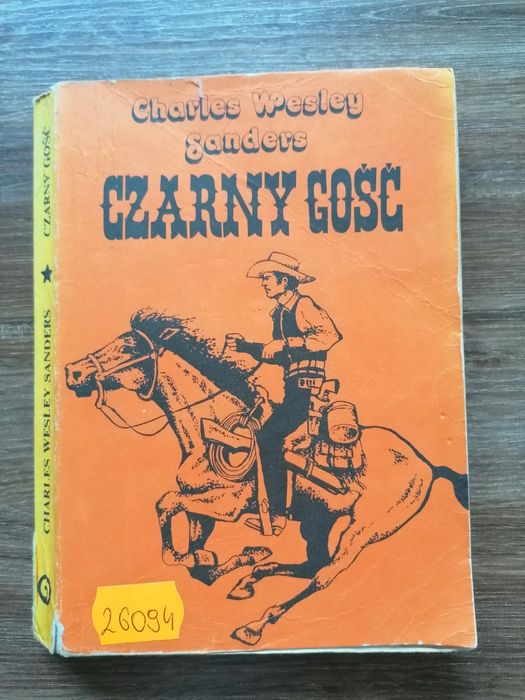 Charles Wesley
Sanders
CZARNY GOŚĆ
CHARLES WESLEY SANDERS ★ CZARNY GOŚĆ
26094